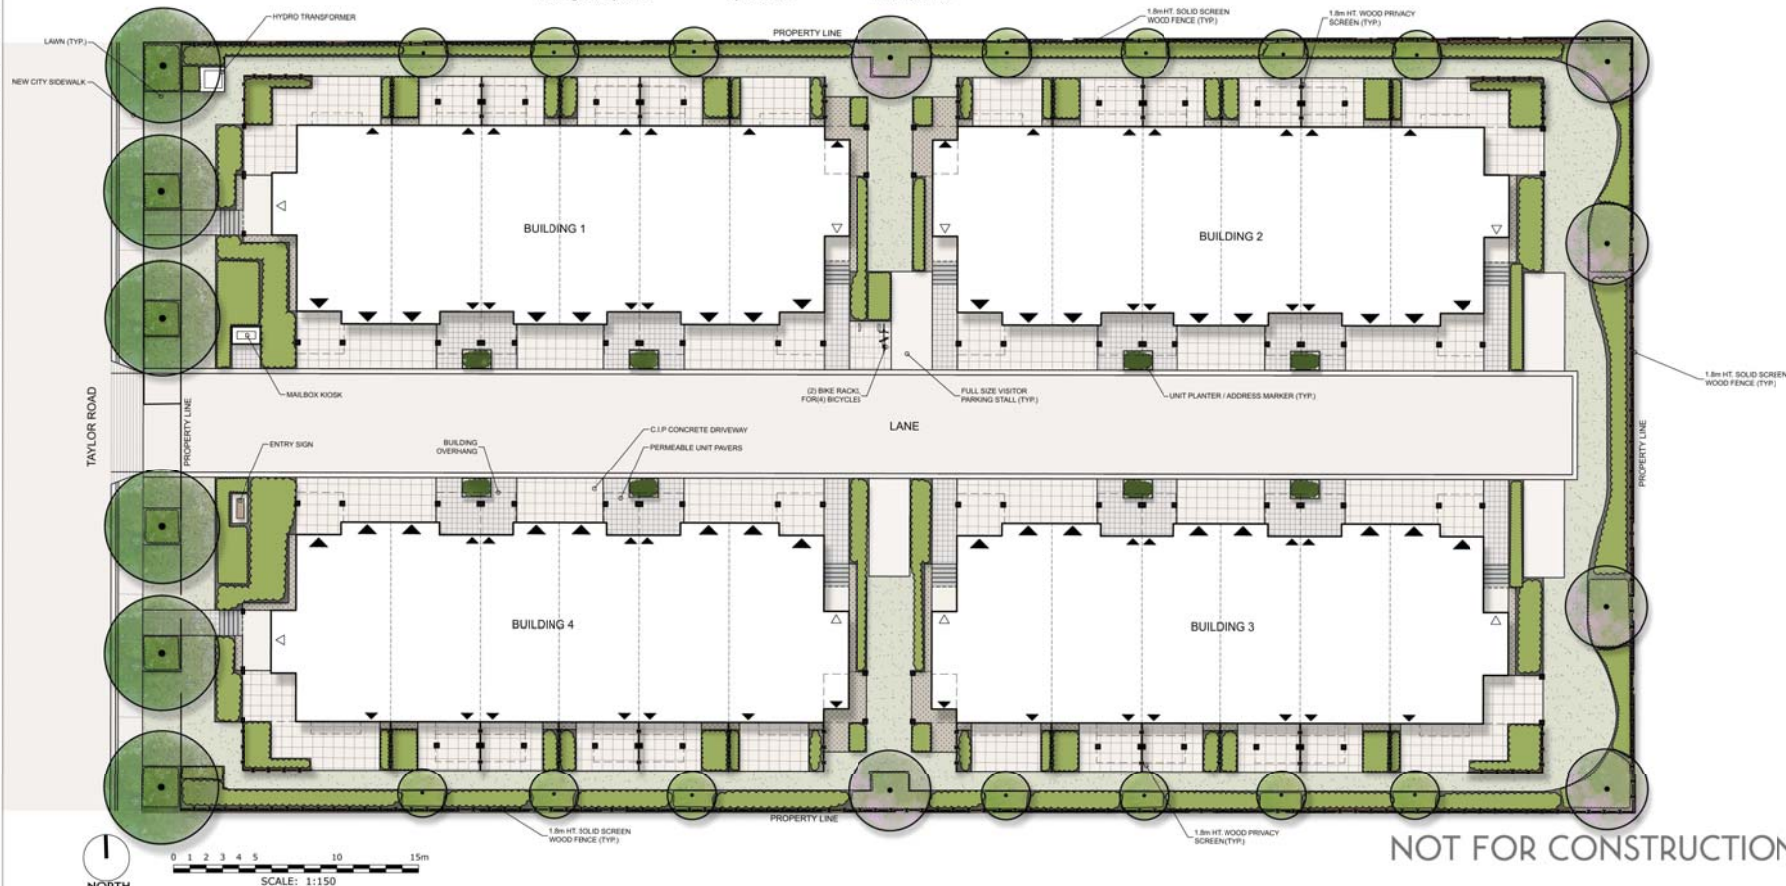 1.8m HT. SOLID SCREEN
WOOD FENCE (TYP.)
1.8m HT. WOOD PRIVACY
SCREEN (TYP.)
HYDRO TRANSFORMER
PROPERTY LINE
LAWN (TYP.)
NEW CITY SIDEWALK
BUILDING 1
BUILDING 2
1.8m HT. SOLID SCREEN
WOOD FENCE (TYP.)
MAILBOX KIOSK
(2) BIKE RACK(,
FOR(4) BICYCLES
FULL SIZE VISITOR
PARKING STALL (TYP.)
UNIT PLANTER / ADDRESS MARKER (TYP.)
TAYLOR ROAD
PROPERTY LINE
LANE
PROPERTY LINE
ENTRY SIGN
BUILDING
OVERHANG
C.I.P CONCRETE DRIVEWAY
PERMEABLE UNIT PAVERS
BUILDING 4
BUILDING 3
PROPERTY LINE
1.8m HT. SOLID SCREEN
WOOD FENCE (TYP.)
1.8m HT. WOOD PRIVACY
SCREEN(TYP.)
NOT FOR CONSTRUCTION
NORTH
0 1 2 3 4 5 10 15m
SCALE: 1:150